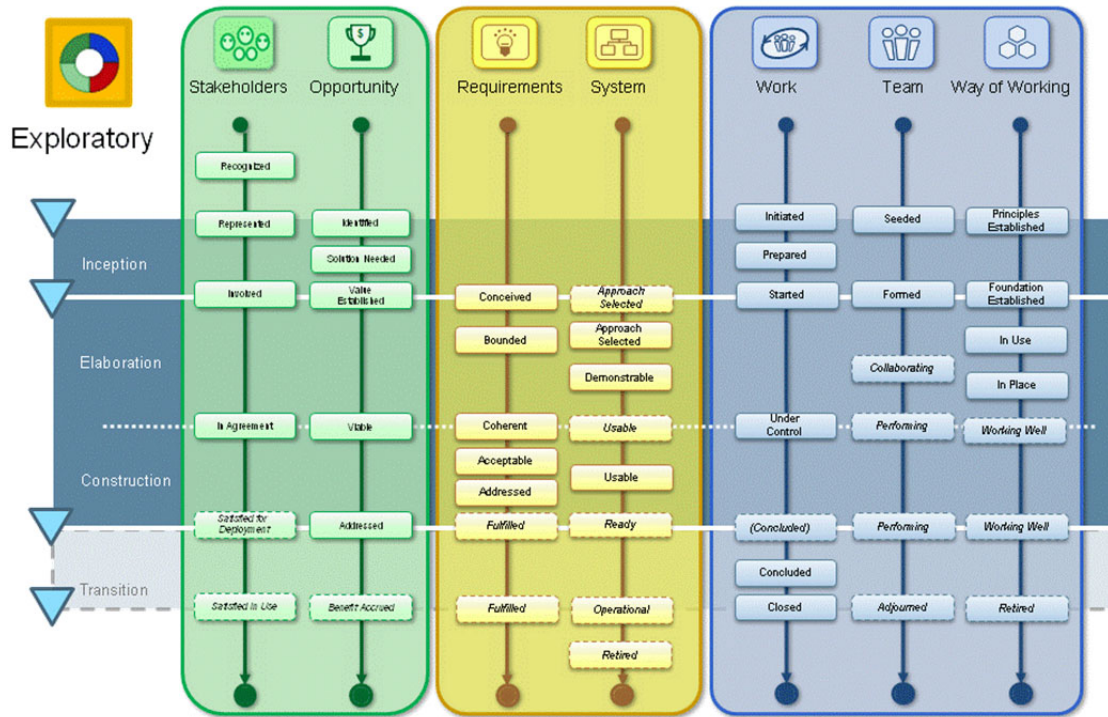 Exploratory
Stakeholders
Opportunity
Requirements
System
Work
Team
Way of Working
$
Recognized
Represented
Identified
Initiated
Seeded
Principles
Established
Inception
Solution Needed
Prepared
Involved
Value
Established
Conceived
Approach
Selected
Started
Formed
Foundation
Established
Bounded
Approach
Selected
In Use
Elaboration
Demonstrable
Collaborating
In Place
In Agreement
Viable
Coherent
Usable
Under
Control
Performing
Working Well
Construction
Acceptable
Addressed
Usable
Satisfied for
Deployment
Addressed
Fulfilled
Ready
(Concluded)
Performing
Working Well
Transition
Concluded
Satisfied in Use
Benefit Accrued
Fulfilled
Operational
Closed
Adjourned
Retired
Retired